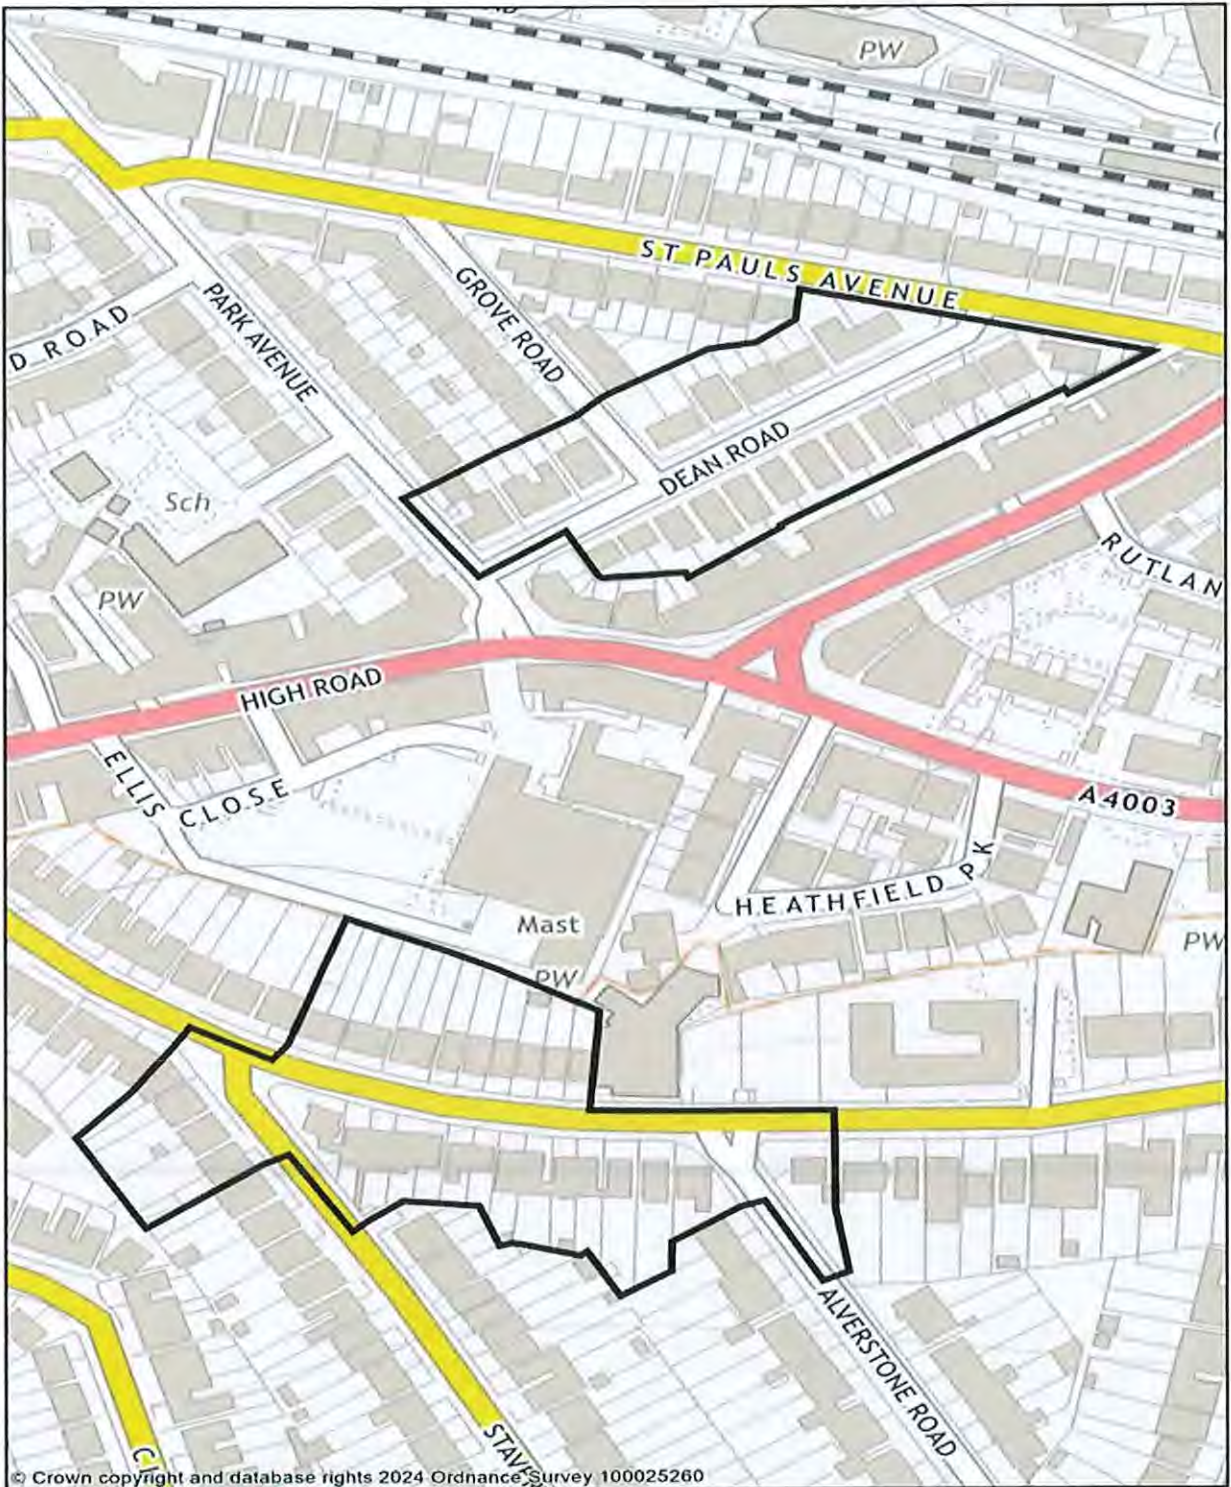 PW
ST PAULS AVENUE
GROVE ROAD
PARK AVENUE
D ROAD
DEAN ROAD
Sch
PW
RUTLAN
HIGH ROAD
ELLIS
CLOSE
A4003
HEATHFIELD PK
Mast
PW
PW
ALVERSTONE ROAD
STAVE
© Crown copyright and database rights 2024 Ordnance Survey 100025260